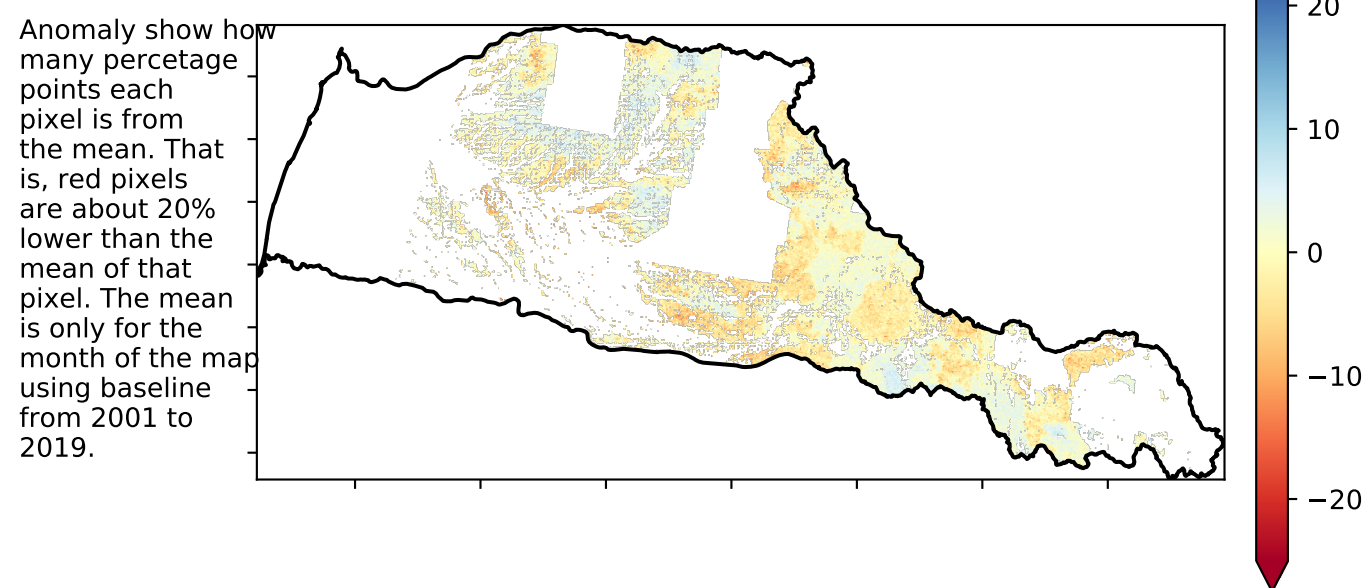 Anomaly show how
many percetage
points each
pixel is from
the mean. That
is, red pixels
are about 20%
lower than the
mean of that
pixel. The mean
is only for the
month of the map
using baseline
from 2001 to
2019.
20
10
0
−10
−20